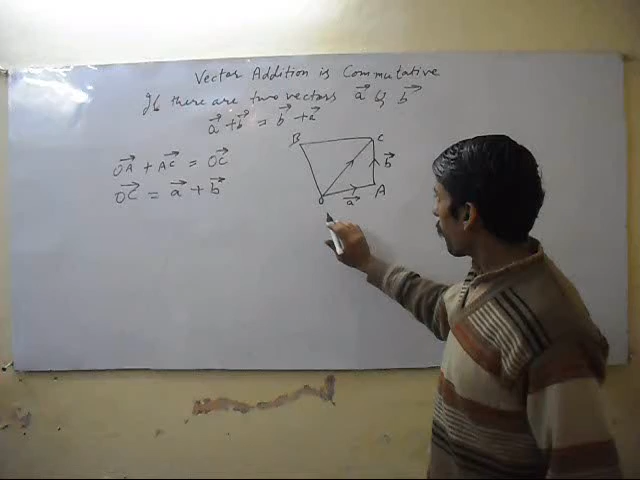 Vector Addition is Commutative
If there are two vectors a⃗ & b⃗
a⃗ + b⃗ = b⃗ + a⃗
OA⃗ + AC⃗ = OC⃗
OC⃗ = a⃗ + b⃗
B C
b⃗
A
O a⃗